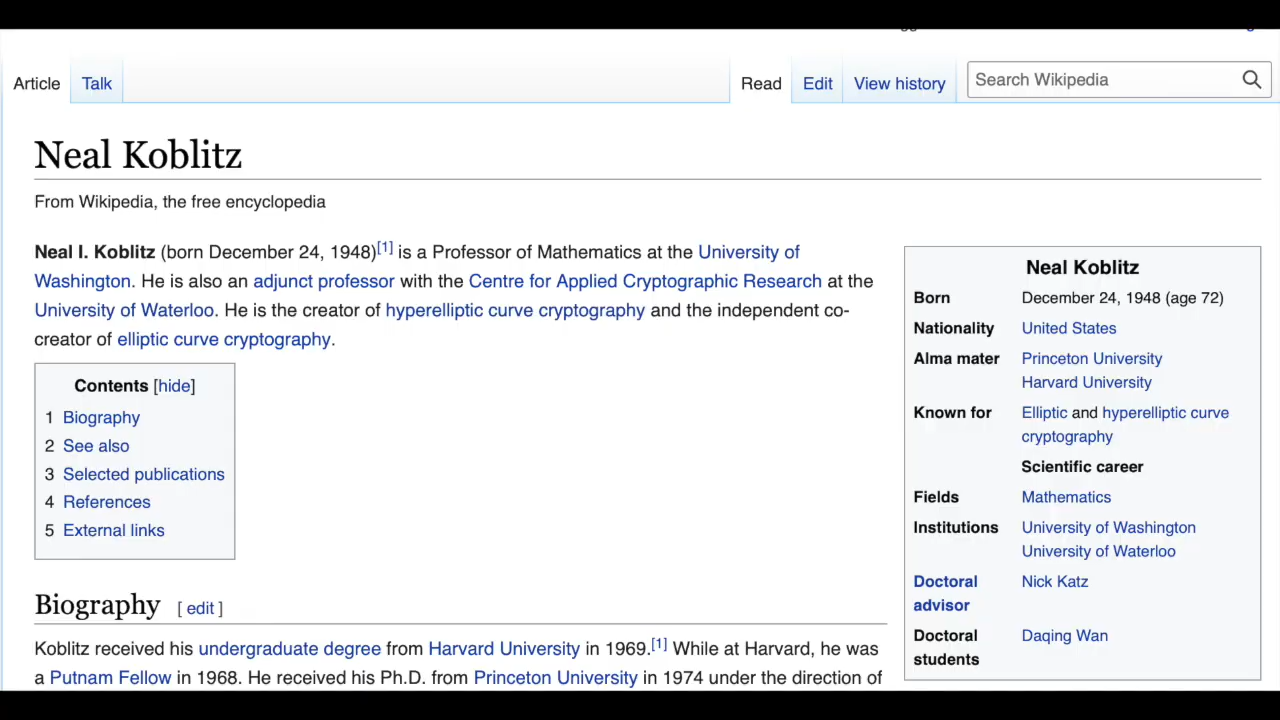 Article
Talk
Read
Edit
View history
Search Wikipedia
Neal Koblitz
From Wikipedia, the free encyclopedia
Neal I. Koblitz (born December 24, 1948)[1] is a Professor of Mathematics at the University of
Washington. He is also an adjunct professor with the Centre for Applied Cryptographic Research at the
University of Waterloo. He is the creator of hyperelliptic curve cryptography and the independent co-
creator of elliptic curve cryptography.
Contents [hide]
1 Biography
2 See also
3 Selected publications
4 References
5 External links
Biography [ edit ]
Koblitz received his undergraduate degree from Harvard University in 1969.[1] While at Harvard, he was
a Putnam Fellow in 1968. He received his Ph.D. from Princeton University in 1974 under the direction of
Neal Koblitz
Born December 24, 1948 (age 72)
Nationality United States
Alma mater Princeton University
Harvard University
Known for Elliptic and hyperelliptic curve
cryptography
Scientific career
Fields Mathematics
Institutions University of Washington
University of Waterloo
Doctoral Nick Katz
advisor
Doctoral Daqing Wan
students